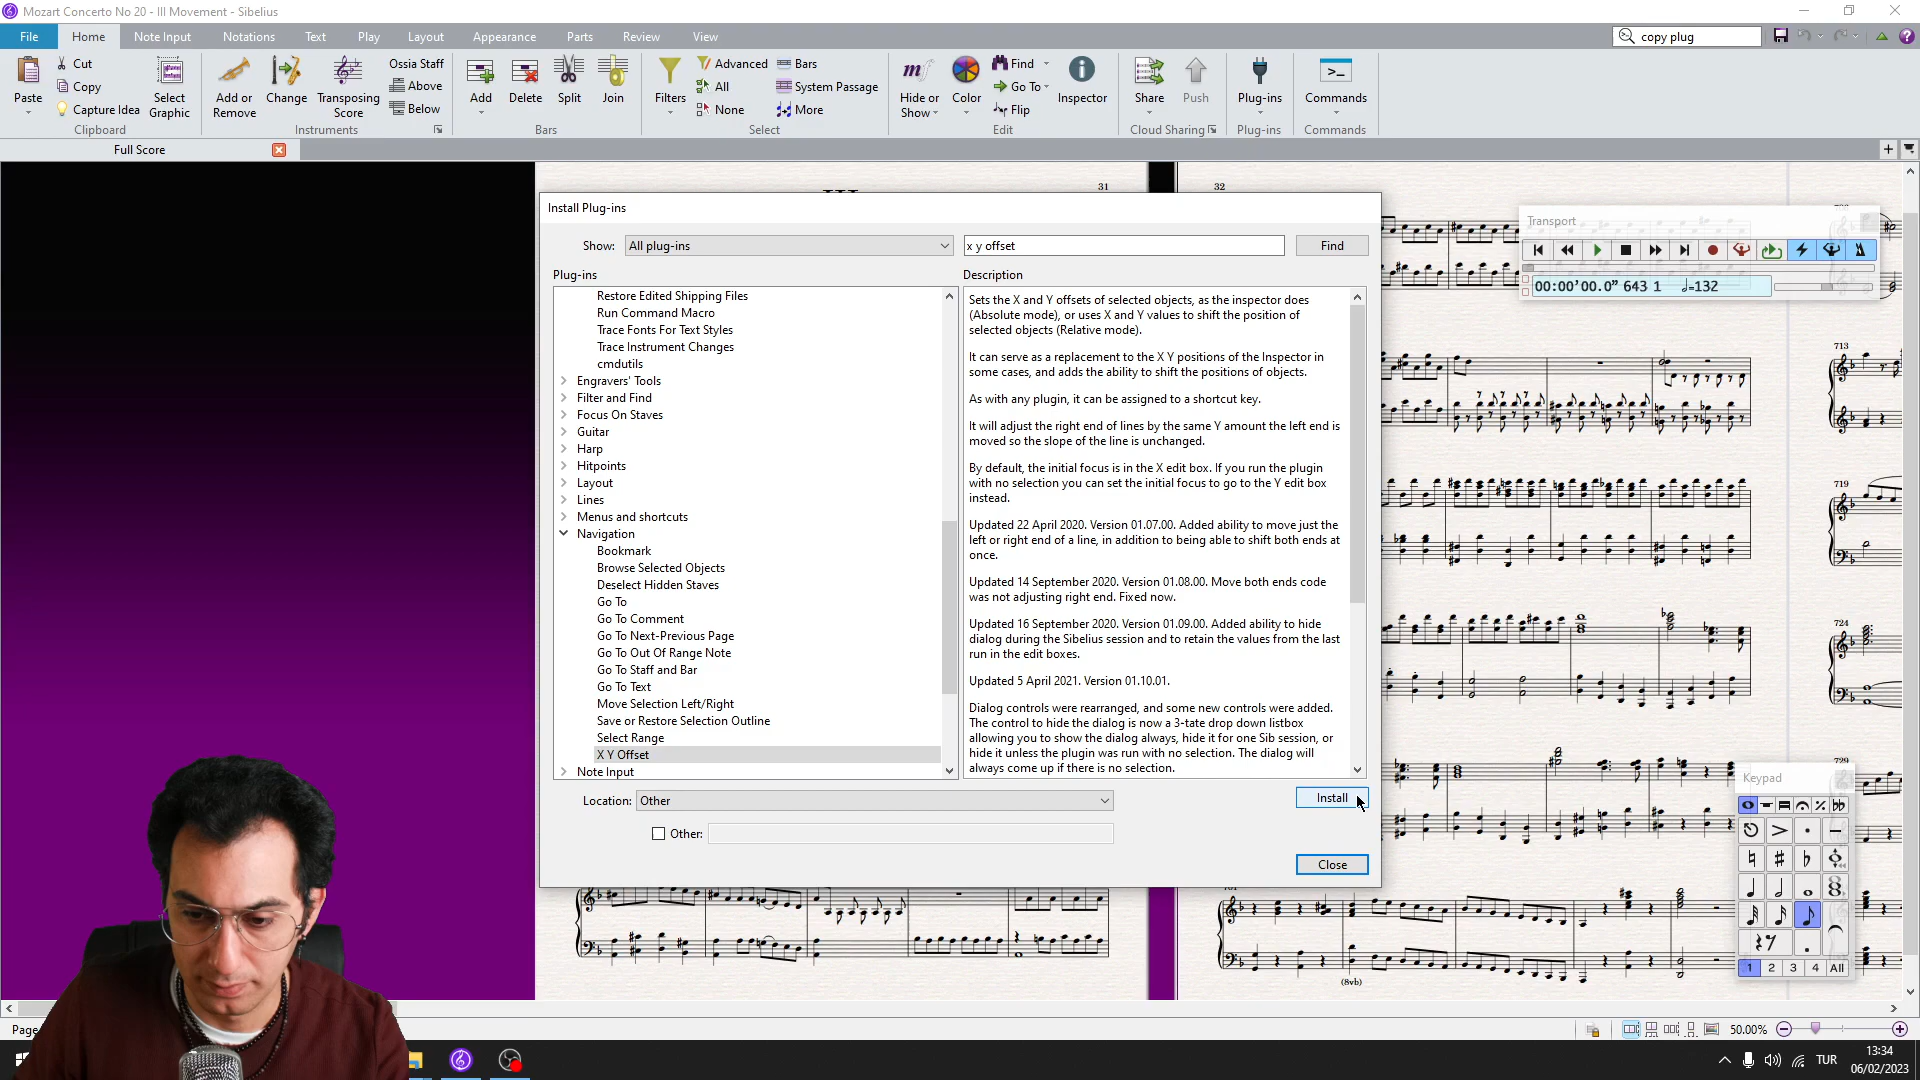 Mozart Concerto No 20 - III Movement - Sibelius
File Home Note Input Notations Text Play Layout Appearance Parts Review View
copy plug
Paste
Cut
Copy
Capture Idea
Select Graphic
Clipboard
Add or Remove
Change
Transposing Score
Ossia Staff
Above
Below
Instruments
Add
Delete
Split
Join
Bars
Filters
Advanced
All
None
Bars
System Passage
More
Select
Hide or Show
Color
Find
Go To
Flip
Inspector
Edit
Share
Push
Cloud Sharing
Plug-ins
Plug-ins
Commands
Commands
Full Score
31
32
Install Plug-ins
Show: All plug-ins
x y offset
Find
Plug-ins
Restore Edited Shipping Files
Run Command Macro
Trace Fonts For Text Styles
Trace Instrument Changes
cmdutils
Engravers' Tools
Filter and Find
Focus On Staves
Guitar
Harp
Hitpoints
Layout
Lines
Menus and shortcuts
Navigation
Bookmark
Browse Selected Objects
Deselect Hidden Staves
Go To
Go To Comment
Go To Next-Previous Page
Go To Out Of Range Note
Go To Staff and Bar
Go To Text
Move Selection Left/Right
Save or Restore Selection Outline
Select Range
X Y Offset
Note Input
Description
Sets the X and Y offsets of selected objects, as the inspector does
(Absolute mode), or uses X and Y values to shift the position of
selected objects (Relative mode).
It can serve as a replacement to the X Y positions of the Inspector in
some cases, and adds the ability to shift the positions of objects.
As with any plugin, it can be assigned to a shortcut key.
It will adjust the right end of lines by the same Y amount the left end is
moved so the slope of the line is unchanged.
By default, the initial focus is in the X edit box. If you run the plugin
with no selection you can set the initial focus to go to the Y edit box
instead.
Updated 22 April 2020. Version 01.07.00. Added ability to move just the
left or right end of a line, in addition to being able to shift both ends at
once.
Updated 14 September 2020. Version 01.08.00. Move both ends code
was not adjusting right end. Fixed now.
Updated 16 September 2020. Version 01.09.00. Added ability to hide
dialog during the Sibelius session and to retain the values from the last
run in the edit boxes.
Updated 5 April 2021. Version 01.10.01.
Dialog controls were rearranged, and some new controls were added.
The control to hide the dialog is now a 3-tate drop down listbox
allowing you to show the dialog always, hide it for one Sib session, or
hide it unless the plugin was run with no selection. The dialog will
always come up if there is no selection.
Location: Other
Other:
Install
Close
Transport
00:00'00.0" 643 1 ♩=132
713
719
724
729
(8vb)
Keypad
1 2 3 4 All
Page
50.00%
TUR
13:34
06/02/2023